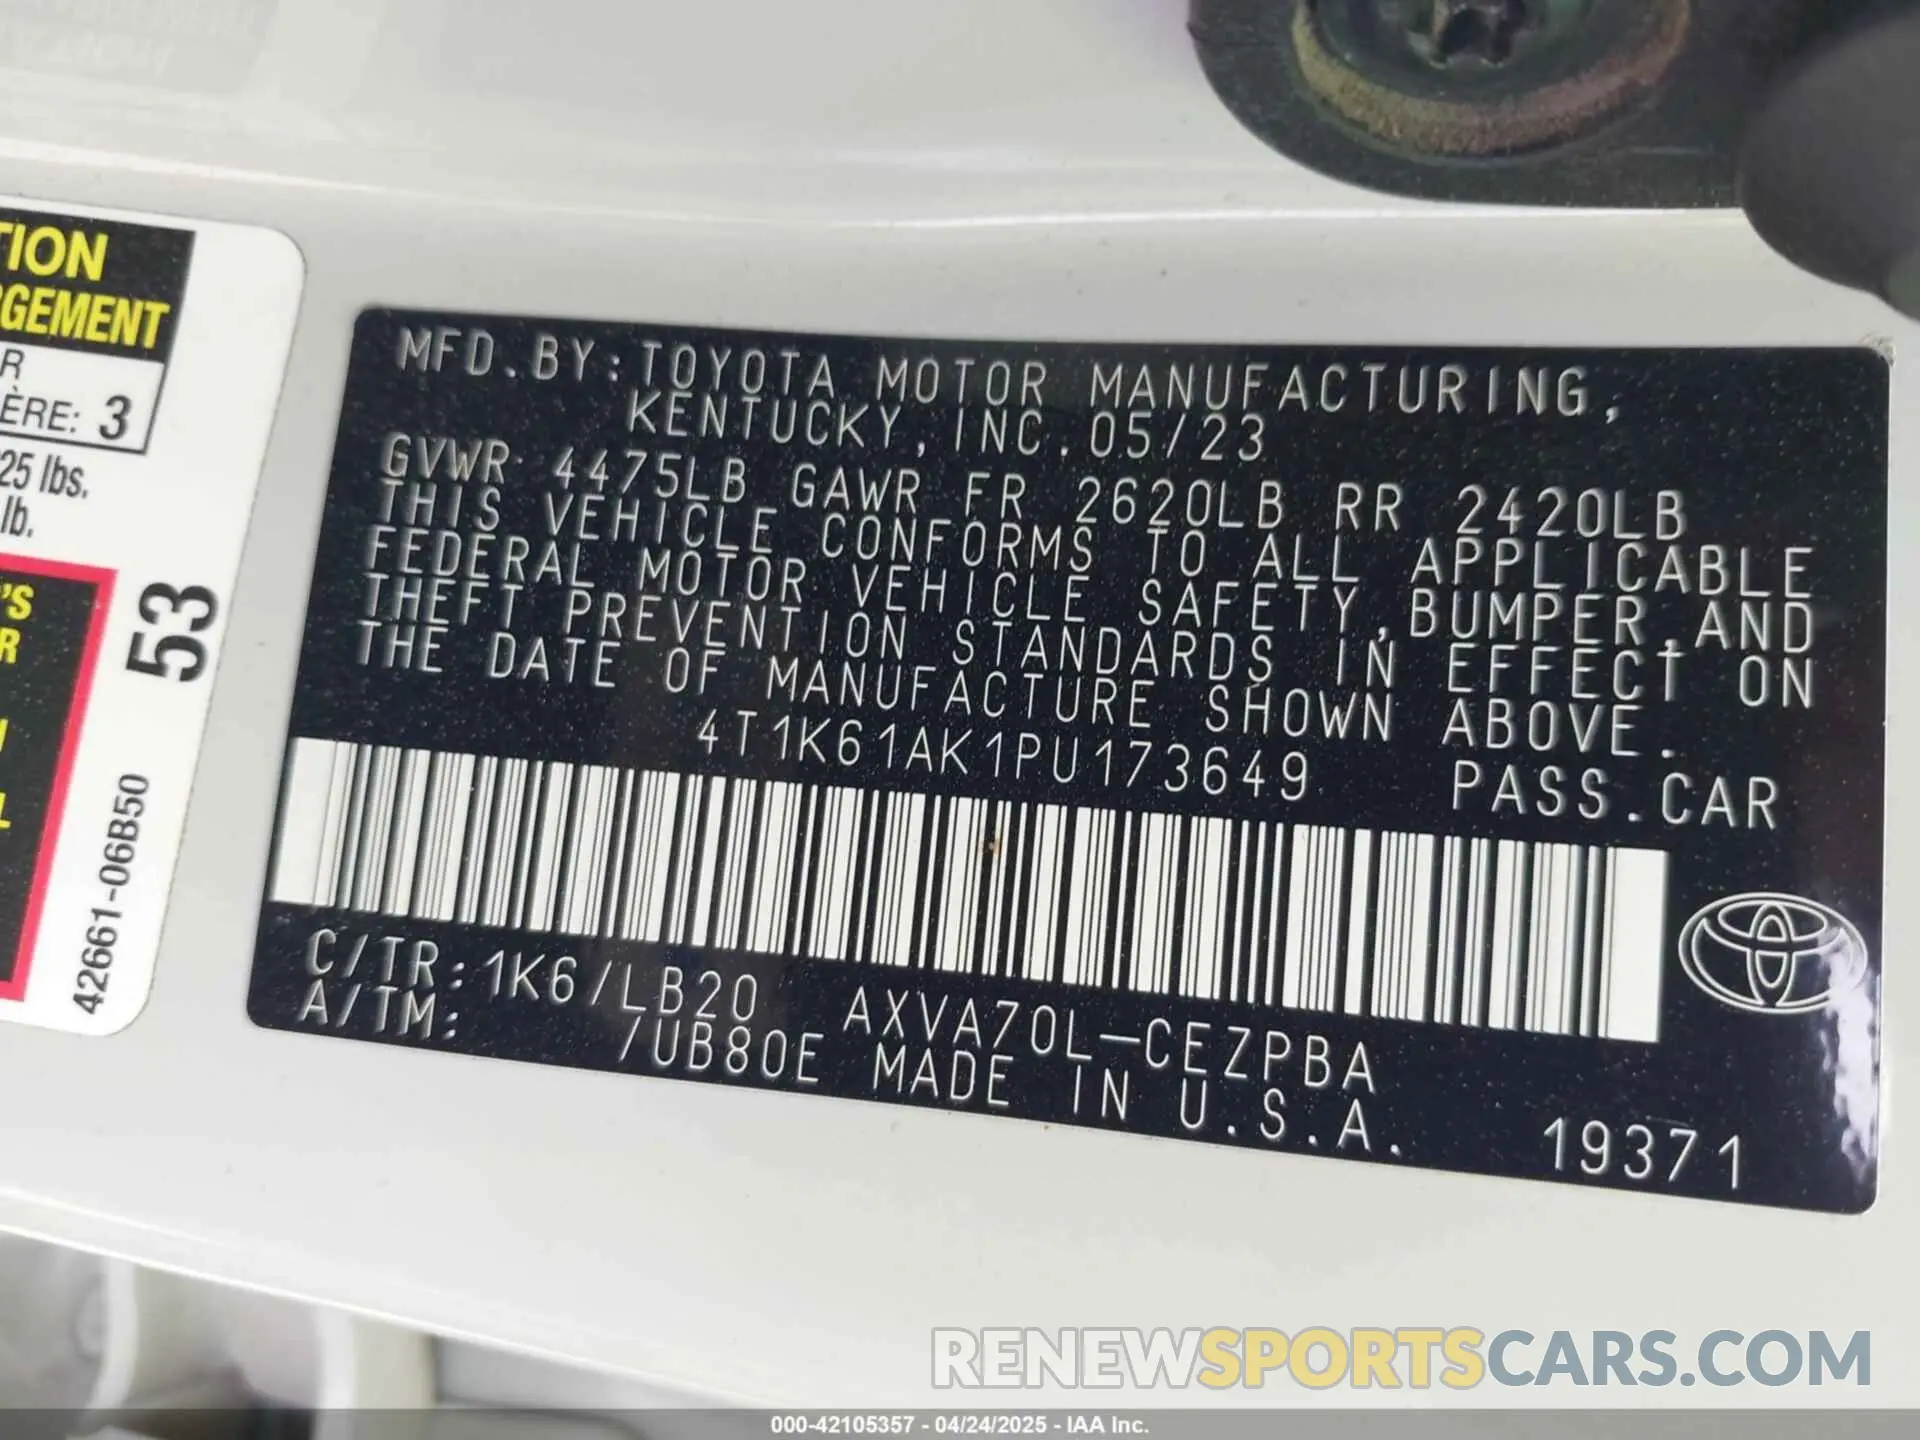 TION
GEMENT
R
ÈRE: 3
25 lbs.
lb.
'S
R
L
53
42661-06B50
MFD.BY:TOYOTA MOTOR MANUFACTURING,
KENTUCKY,INC.05/23
GVWR 4475LB GAWR FR 2620LB RR 2420LB
THIS VEHICLE CONFORMS TO ALL APPLICABLE
FEDERAL MOTOR VEHICLE SAFETY,BUMPER,AND
THEFT PREVENTION STANDARDS IN EFFECT ON
THE DATE OF MANUFACTURE SHOWN ABOVE.
4T1K61AK1PU173649 PASS.CAR
C/TR:1K6/LB20 AXVA70L-CEZPBA
A/TM: /UB80E MADE IN U.S.A.
19371
RENEWSPORTSCARS.COM
000-42105357 - 04/24/2025 - IAA Inc.